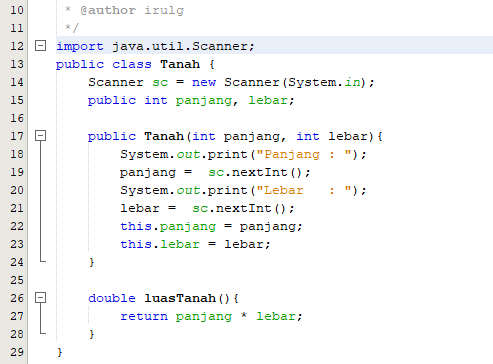 10 * @author irulg
11 */
12 import java.util.Scanner;
13 public class Tanah {
14 Scanner sc = new Scanner(System.in);
15 public int panjang, lebar;
16
17 public Tanah(int panjang, int lebar){
18 System.out.print("Panjang : ");
19 panjang =  sc.nextInt();
20 System.out.print("Lebar   : ");
21 lebar =  sc.nextInt();
22 this.panjang = panjang;
23 this.lebar = lebar;
24 }
25
26 double luasTanah(){
27 return panjang * lebar;
28 }
29 }